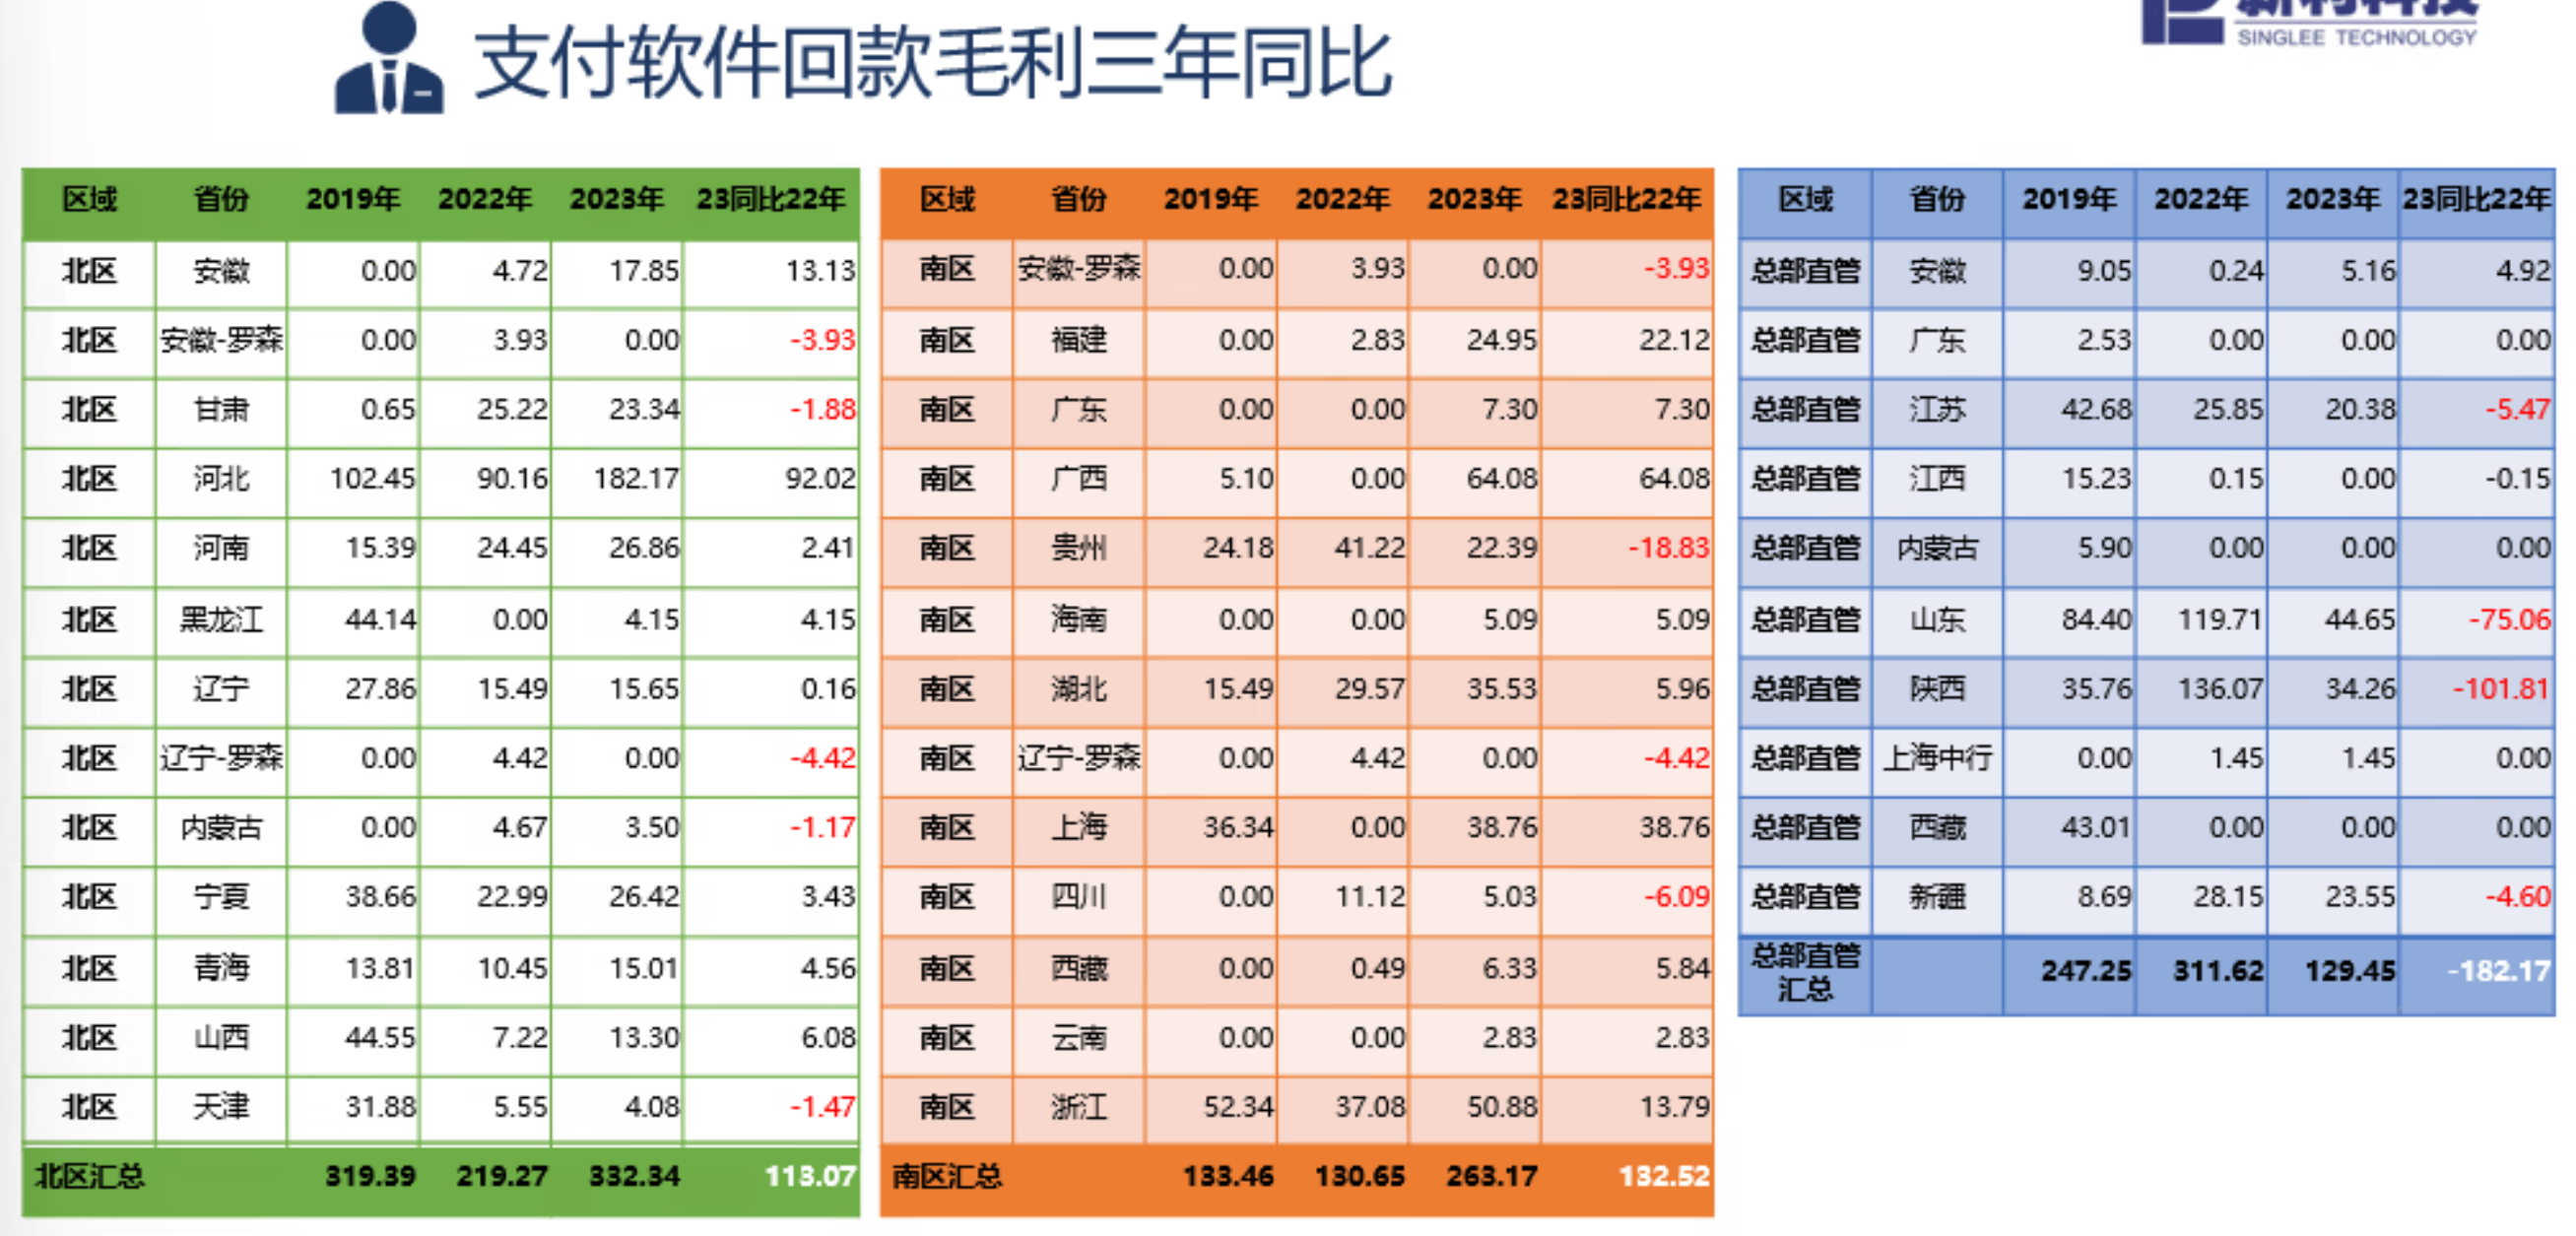 支付软件回款毛利三年同比
SINGLEE TECHNOLOGY
区域 省份 2019年 2022年 2023年 23同比22年
北区 安徽 0.00 4.72 17.85 13.13
北区 安徽-罗森 0.00 3.93 0.00 -3.93
北区 甘肃 0.65 25.22 23.34 -1.88
北区 河北 102.45 90.16 182.17 92.02
北区 河南 15.39 24.45 26.86 2.41
北区 黑龙江 44.14 0.00 4.15 4.15
北区 辽宁 27.86 15.49 15.65 0.16
北区 辽宁-罗森 0.00 4.42 0.00 -4.42
北区 内蒙古 0.00 4.67 3.50 -1.17
北区 宁夏 38.66 22.99 26.42 3.43
北区 青海 13.81 10.45 15.01 4.56
北区 山西 44.55 7.22 13.30 6.08
北区 天津 31.88 5.55 4.08 -1.47
北区汇总 319.39 219.27 332.34 113.07
区域 省份 2019年 2022年 2023年 23同比22年
南区 安徽-罗森 0.00 3.93 0.00 -3.93
南区 福建 0.00 2.83 24.95 22.12
南区 广东 0.00 0.00 7.30 7.30
南区 广西 5.10 0.00 64.08 64.08
南区 贵州 24.18 41.22 22.39 -18.83
南区 海南 0.00 0.00 5.09 5.09
南区 湖北 15.49 29.57 35.53 5.96
南区 辽宁-罗森 0.00 4.42 0.00 -4.42
南区 上海 36.34 0.00 38.76 38.76
南区 四川 0.00 11.12 5.03 -6.09
南区 西藏 0.00 0.49 6.33 5.84
南区 云南 0.00 0.00 2.83 2.83
南区 浙江 52.34 37.08 50.88 13.79
南区汇总 133.46 130.65 263.17 132.52
区域 省份 2019年 2022年 2023年 23同比22年
总部直管 安徽 9.05 0.24 5.16 4.92
总部直管 广东 2.53 0.00 0.00 0.00
总部直管 江苏 42.68 25.85 20.38 -5.47
总部直管 江西 15.23 0.15 0.00 -0.15
总部直管 内蒙古 5.90 0.00 0.00 0.00
总部直管 山东 84.40 119.71 44.65 -75.06
总部直管 陕西 35.76 136.07 34.26 -101.81
总部直管 上海中行 0.00 1.45 1.45 0.00
总部直管 西藏 43.01 0.00 0.00 0.00
总部直管 新疆 8.69 28.15 23.55 -4.60
总部直管
汇总 247.25 311.62 129.45 -182.17